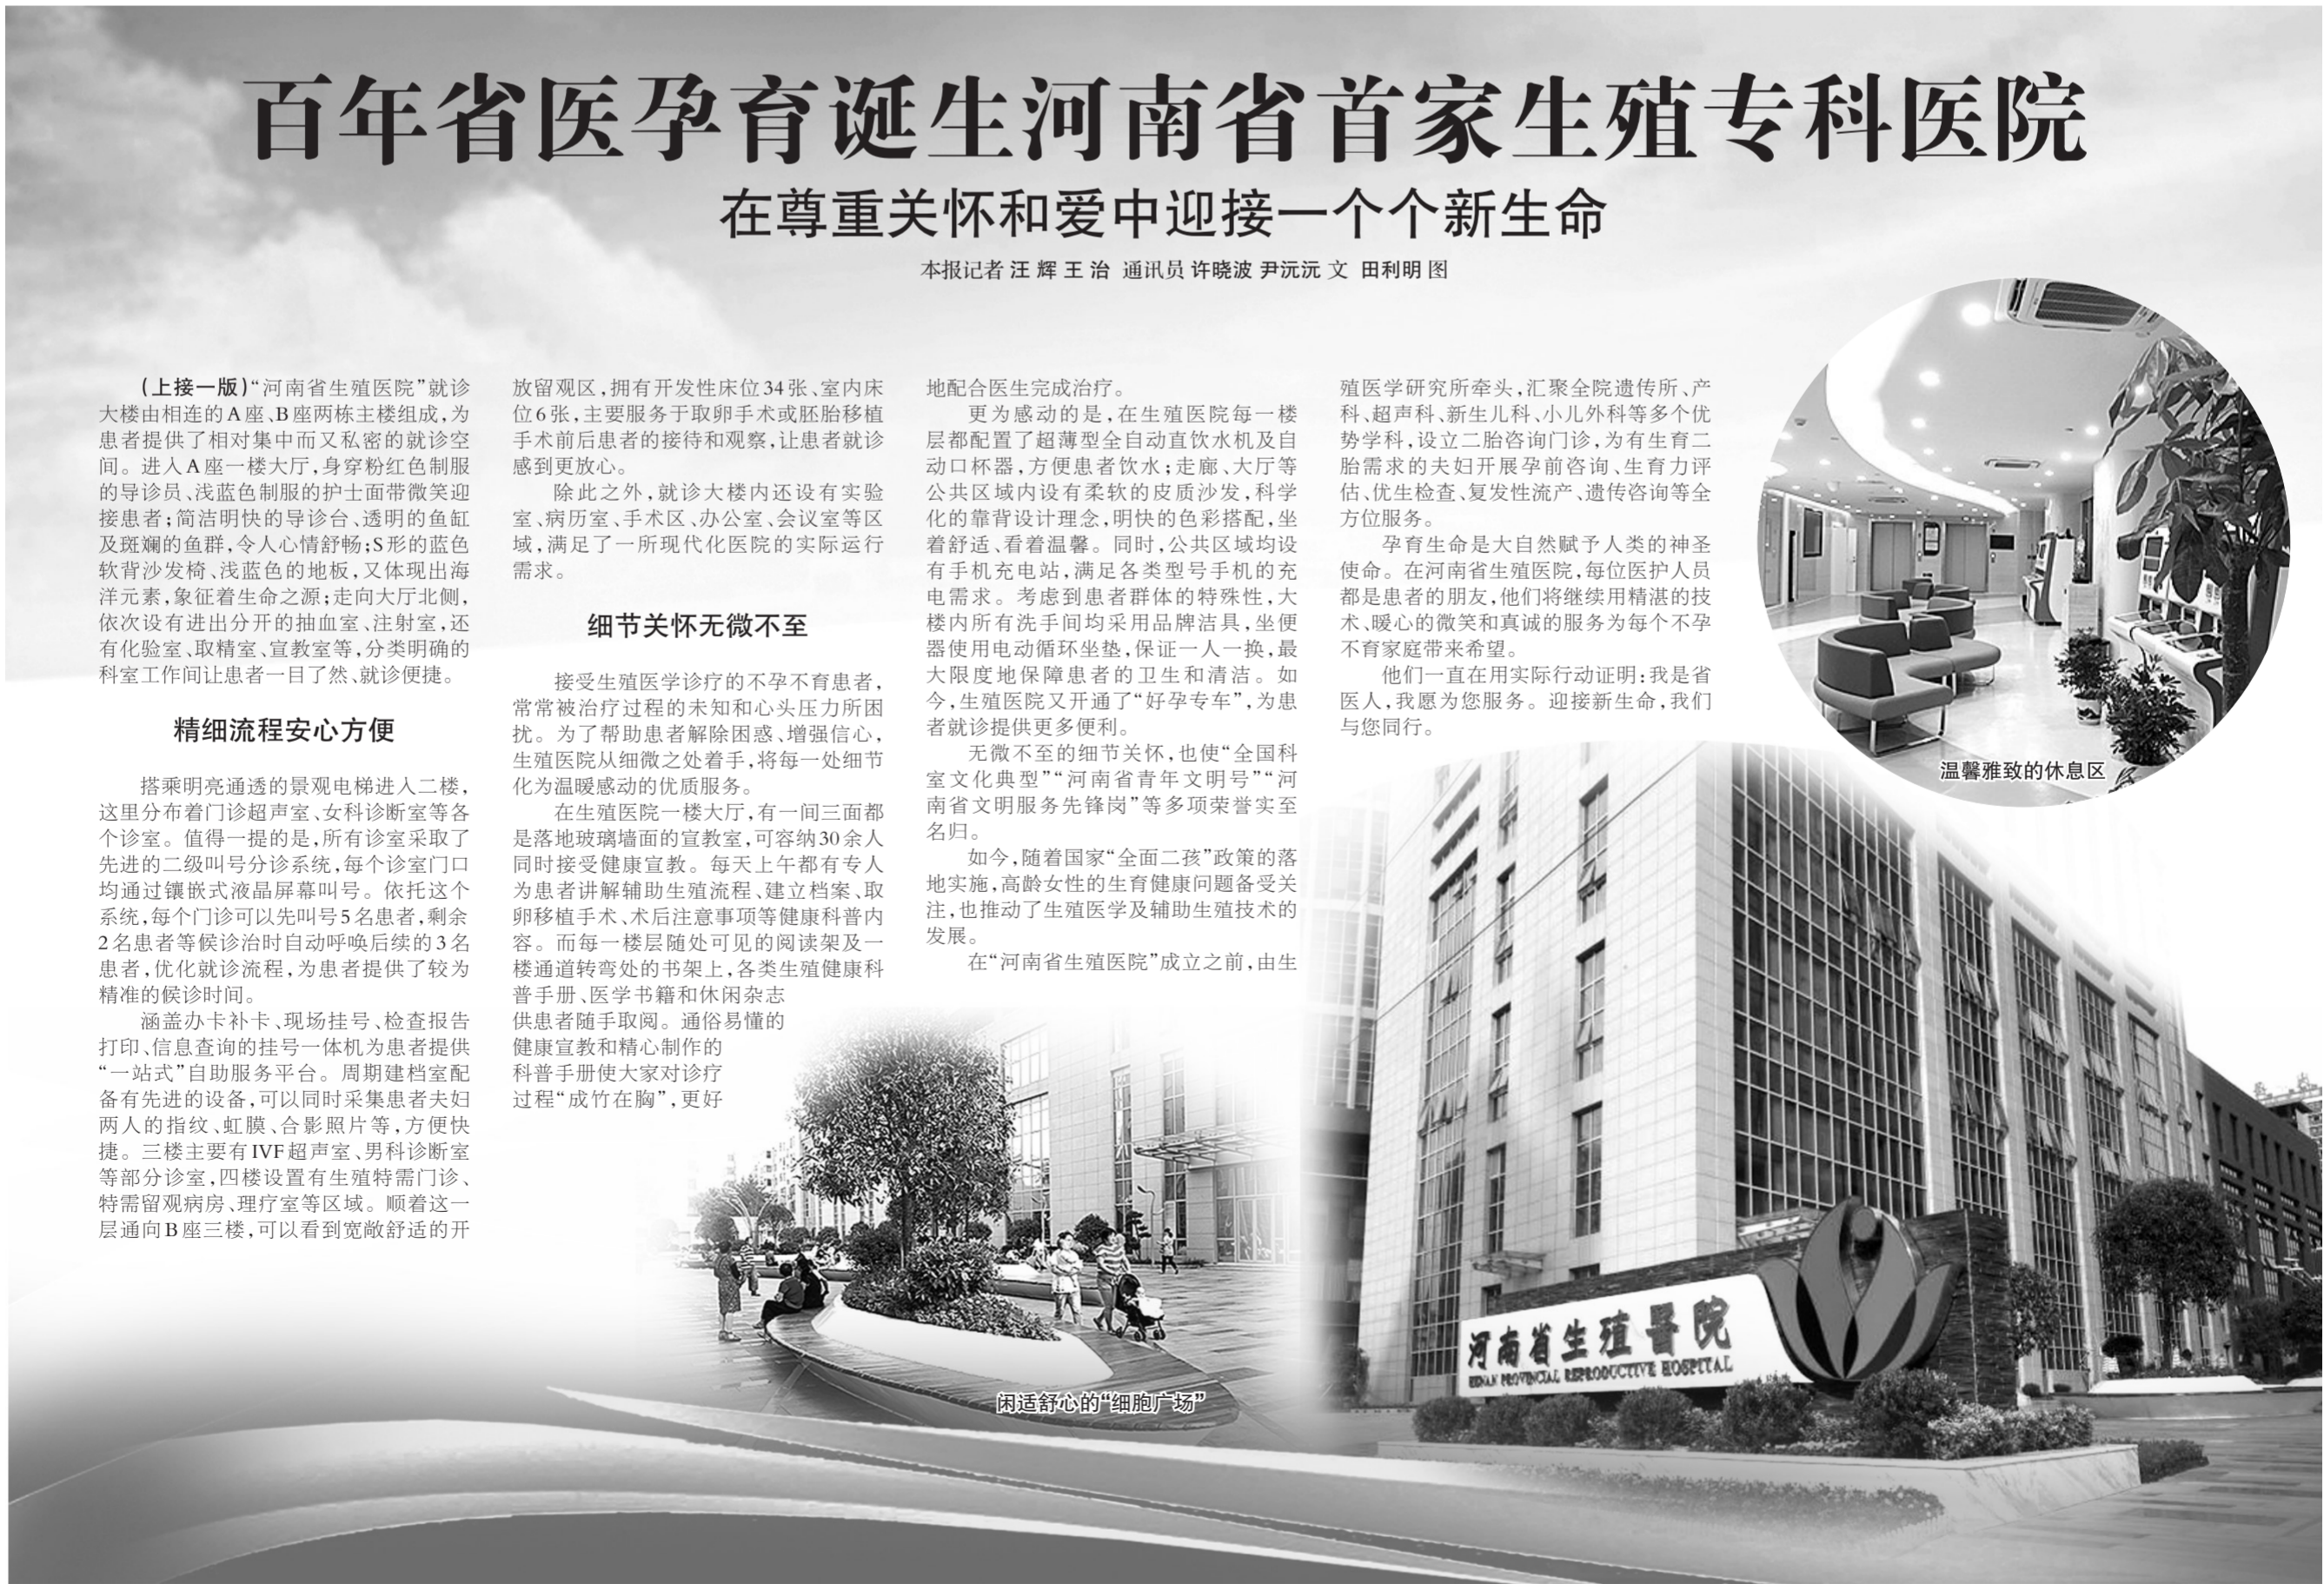 百年省医孕育诞生河南省首家生殖专科医院
在尊重关怀和爱中迎接一个个新生命
本报记者 汪 辉 王 治 通讯员 许晓波 尹沅沅 文 田利明 图
(上接一版)“河南省生殖医院”就诊
大楼由相连的A座、B座两栋主楼组成,为
患者提供了相对集中而又私密的就诊空
间。进入A座一楼大厅,身穿粉红色制服
的导诊员、浅蓝色制服的护士面带微笑迎
接患者;简洁明快的导诊台、透明的鱼缸
及斑斓的鱼群,令人心情舒畅;S形的蓝色
软背沙发椅、浅蓝色的地板,又体现出海
洋元素,象征着生命之源;走向大厅北侧,
依次设有进出分开的抽血室、注射室,还
有化验室、取精室、宣教室等,分类明确的
科室工作间让患者一目了然、就诊便捷。
精细流程安心方便
搭乘明亮通透的景观电梯进入二楼,
这里分布着门诊超声室、女科诊断室等各
个诊室。值得一提的是,所有诊室采取了
先进的二级叫号分诊系统,每个诊室门口
均通过镶嵌式液晶屏幕叫号。依托这个
系统,每个门诊可以先叫号5名患者,剩余
2名患者等候诊治时自动呼唤后续的3名
患者,优化就诊流程,为患者提供了较为
精准的候诊时间。
涵盖办卡补卡、现场挂号、检查报告
打印、信息查询的挂号一体机为患者提供
“一站式”自助服务平台。周期建档室配
备有先进的设备,可以同时采集患者夫妇
两人的指纹、虹膜、合影照片等,方便快
捷。三楼主要有IVF超声室、男科诊断室
等部分诊室,四楼设置有生殖特需门诊、
特需留观病房、理疗室等区域。顺着这一
层通向B座三楼,可以看到宽敞舒适的开
放留观区,拥有开发性床位34张、室内床
位6张,主要服务于取卵手术或胚胎移植
手术前后患者的接待和观察,让患者就诊
感到更放心。
除此之外,就诊大楼内还设有实验
室、病历室、手术区、办公室、会议室等区
域,满足了一所现代化医院的实际运行
需求。
细节关怀无微不至
接受生殖医学诊疗的不孕不育患者,
常常被治疗过程的未知和心头压力所困
扰。为了帮助患者解除困惑、增强信心,
生殖医院从细微之处着手,将每一处细节
化为温暖感动的优质服务。
在生殖医院一楼大厅,有一间三面都
是落地玻璃墙面的宣教室,可容纳30余人
同时接受健康宣教。每天上午都有专人
为患者讲解辅助生殖流程、建立档案、取
卵移植手术、术后注意事项等健康科普内
容。而每一楼层随处可见的阅读架及一
楼通道转弯处的书架上,各类生殖健康科
普手册、医学书籍和休闲杂志
供患者随手取阅。通俗易懂的
健康宣教和精心制作的
科普手册使大家对诊疗
过程“成竹在胸”,更好
地配合医生完成治疗。
更为感动的是,在生殖医院每一楼
层都配置了超薄型全自动直饮水机及自
动口杯器,方便患者饮水;走廊、大厅等
公共区域内设有柔软的皮质沙发,科学
化的靠背设计理念,明快的色彩搭配,坐
着舒适、看着温馨。同时,公共区域均设
有手机充电站,满足各类型号手机的充
电需求。考虑到患者群体的特殊性,大
楼内所有洗手间均采用品牌洁具,坐便
器使用电动循环坐垫,保证一人一换,最
大限度地保障患者的卫生和清洁。如
今,生殖医院又开通了“好孕专车”,为患
者就诊提供更多便利。
无微不至的细节关怀,也使“全国科
室文化典型”“河南省青年文明号”“河
南省文明服务先锋岗”等多项荣誉实至
名归。
如今,随着国家“全面二孩”政策的落
地实施,高龄女性的生育健康问题备受关
注,也推动了生殖医学及辅助生殖技术的
发展。
在“河南省生殖医院”成立之前,由生
殖医学研究所牵头,汇聚全院遗传所、产
科、超声科、新生儿科、小儿外科等多个优
势学科,设立二胎咨询门诊,为有生育二
胎需求的夫妇开展孕前咨询、生育力评
估、优生检查、复发性流产、遗传咨询等全
方位服务。
孕育生命是大自然赋予人类的神圣
使命。在河南省生殖医院,每位医护人员
都是患者的朋友,他们将继续用精湛的技
术、暖心的微笑和真诚的服务为每个不孕
不育家庭带来希望。
他们一直在用实际行动证明:我是省
医人,我愿为您服务。迎接新生命,我们
与您同行。
温馨雅致的休息区
闲适舒心的“细胞广场”
河南省生殖醫院
HENAN PROVINCIAL REPRODUCTIVE HOSPITAL